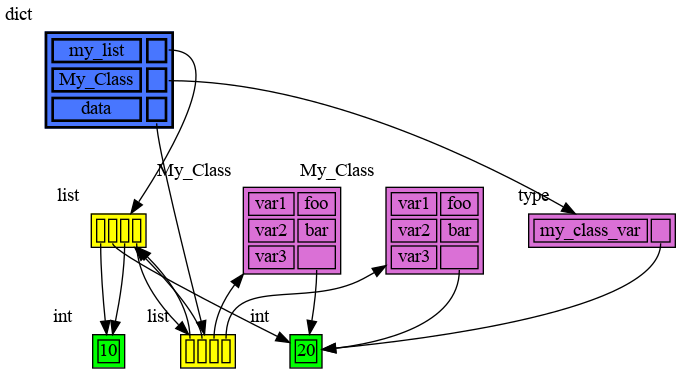 dict
my_list
My_Class
data
My_Class My_Class
list type
var1 foo var1 foo
var2 bar var2 bar my_class_var
var3 var3
int list int
10 20